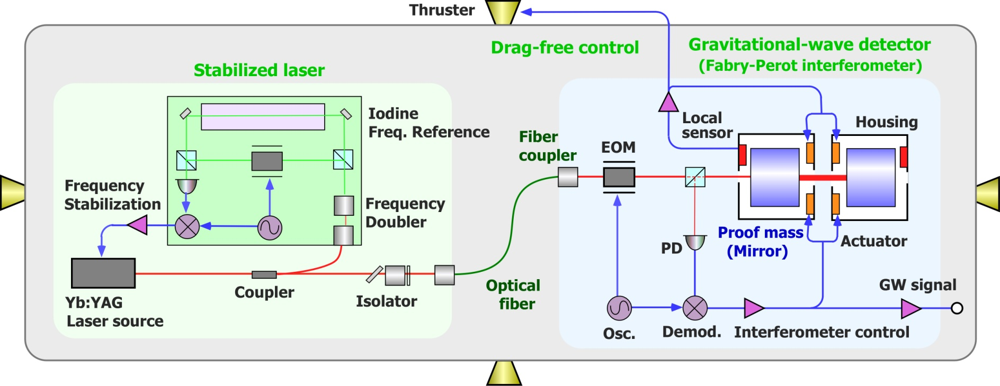 Thruster
Drag-free control
Gravitational-wave detector
(Fabry-Perot interferometer)
Stabilized laser
Iodine
Freq. Reference
Frequency
Stabilization
Frequency
Doubler
Yb:YAG
Laser source
Coupler
Isolator
Fiber
coupler
Optical
fiber
EOM
Local
sensor
Housing
Proof mass
(Mirror)
Actuator
PD
GW signal
Osc.
Demod.
Interferometer control